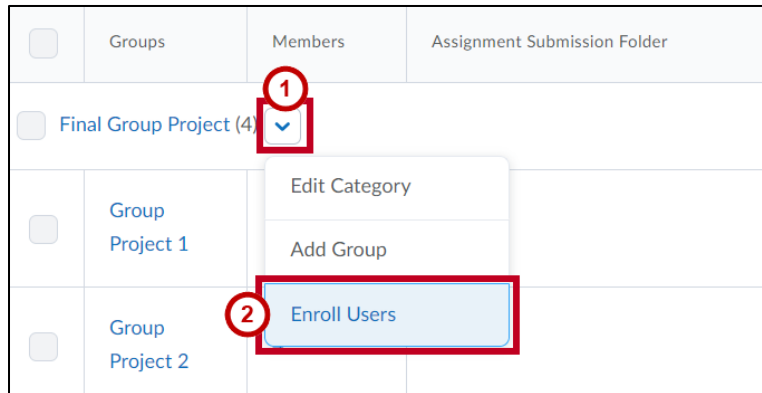 Groups Members Assignment Submission Folder
1
Final Group Project (4)
Edit Category
Group
Project 1
Add Group
2 Enroll Users
Group
Project 2